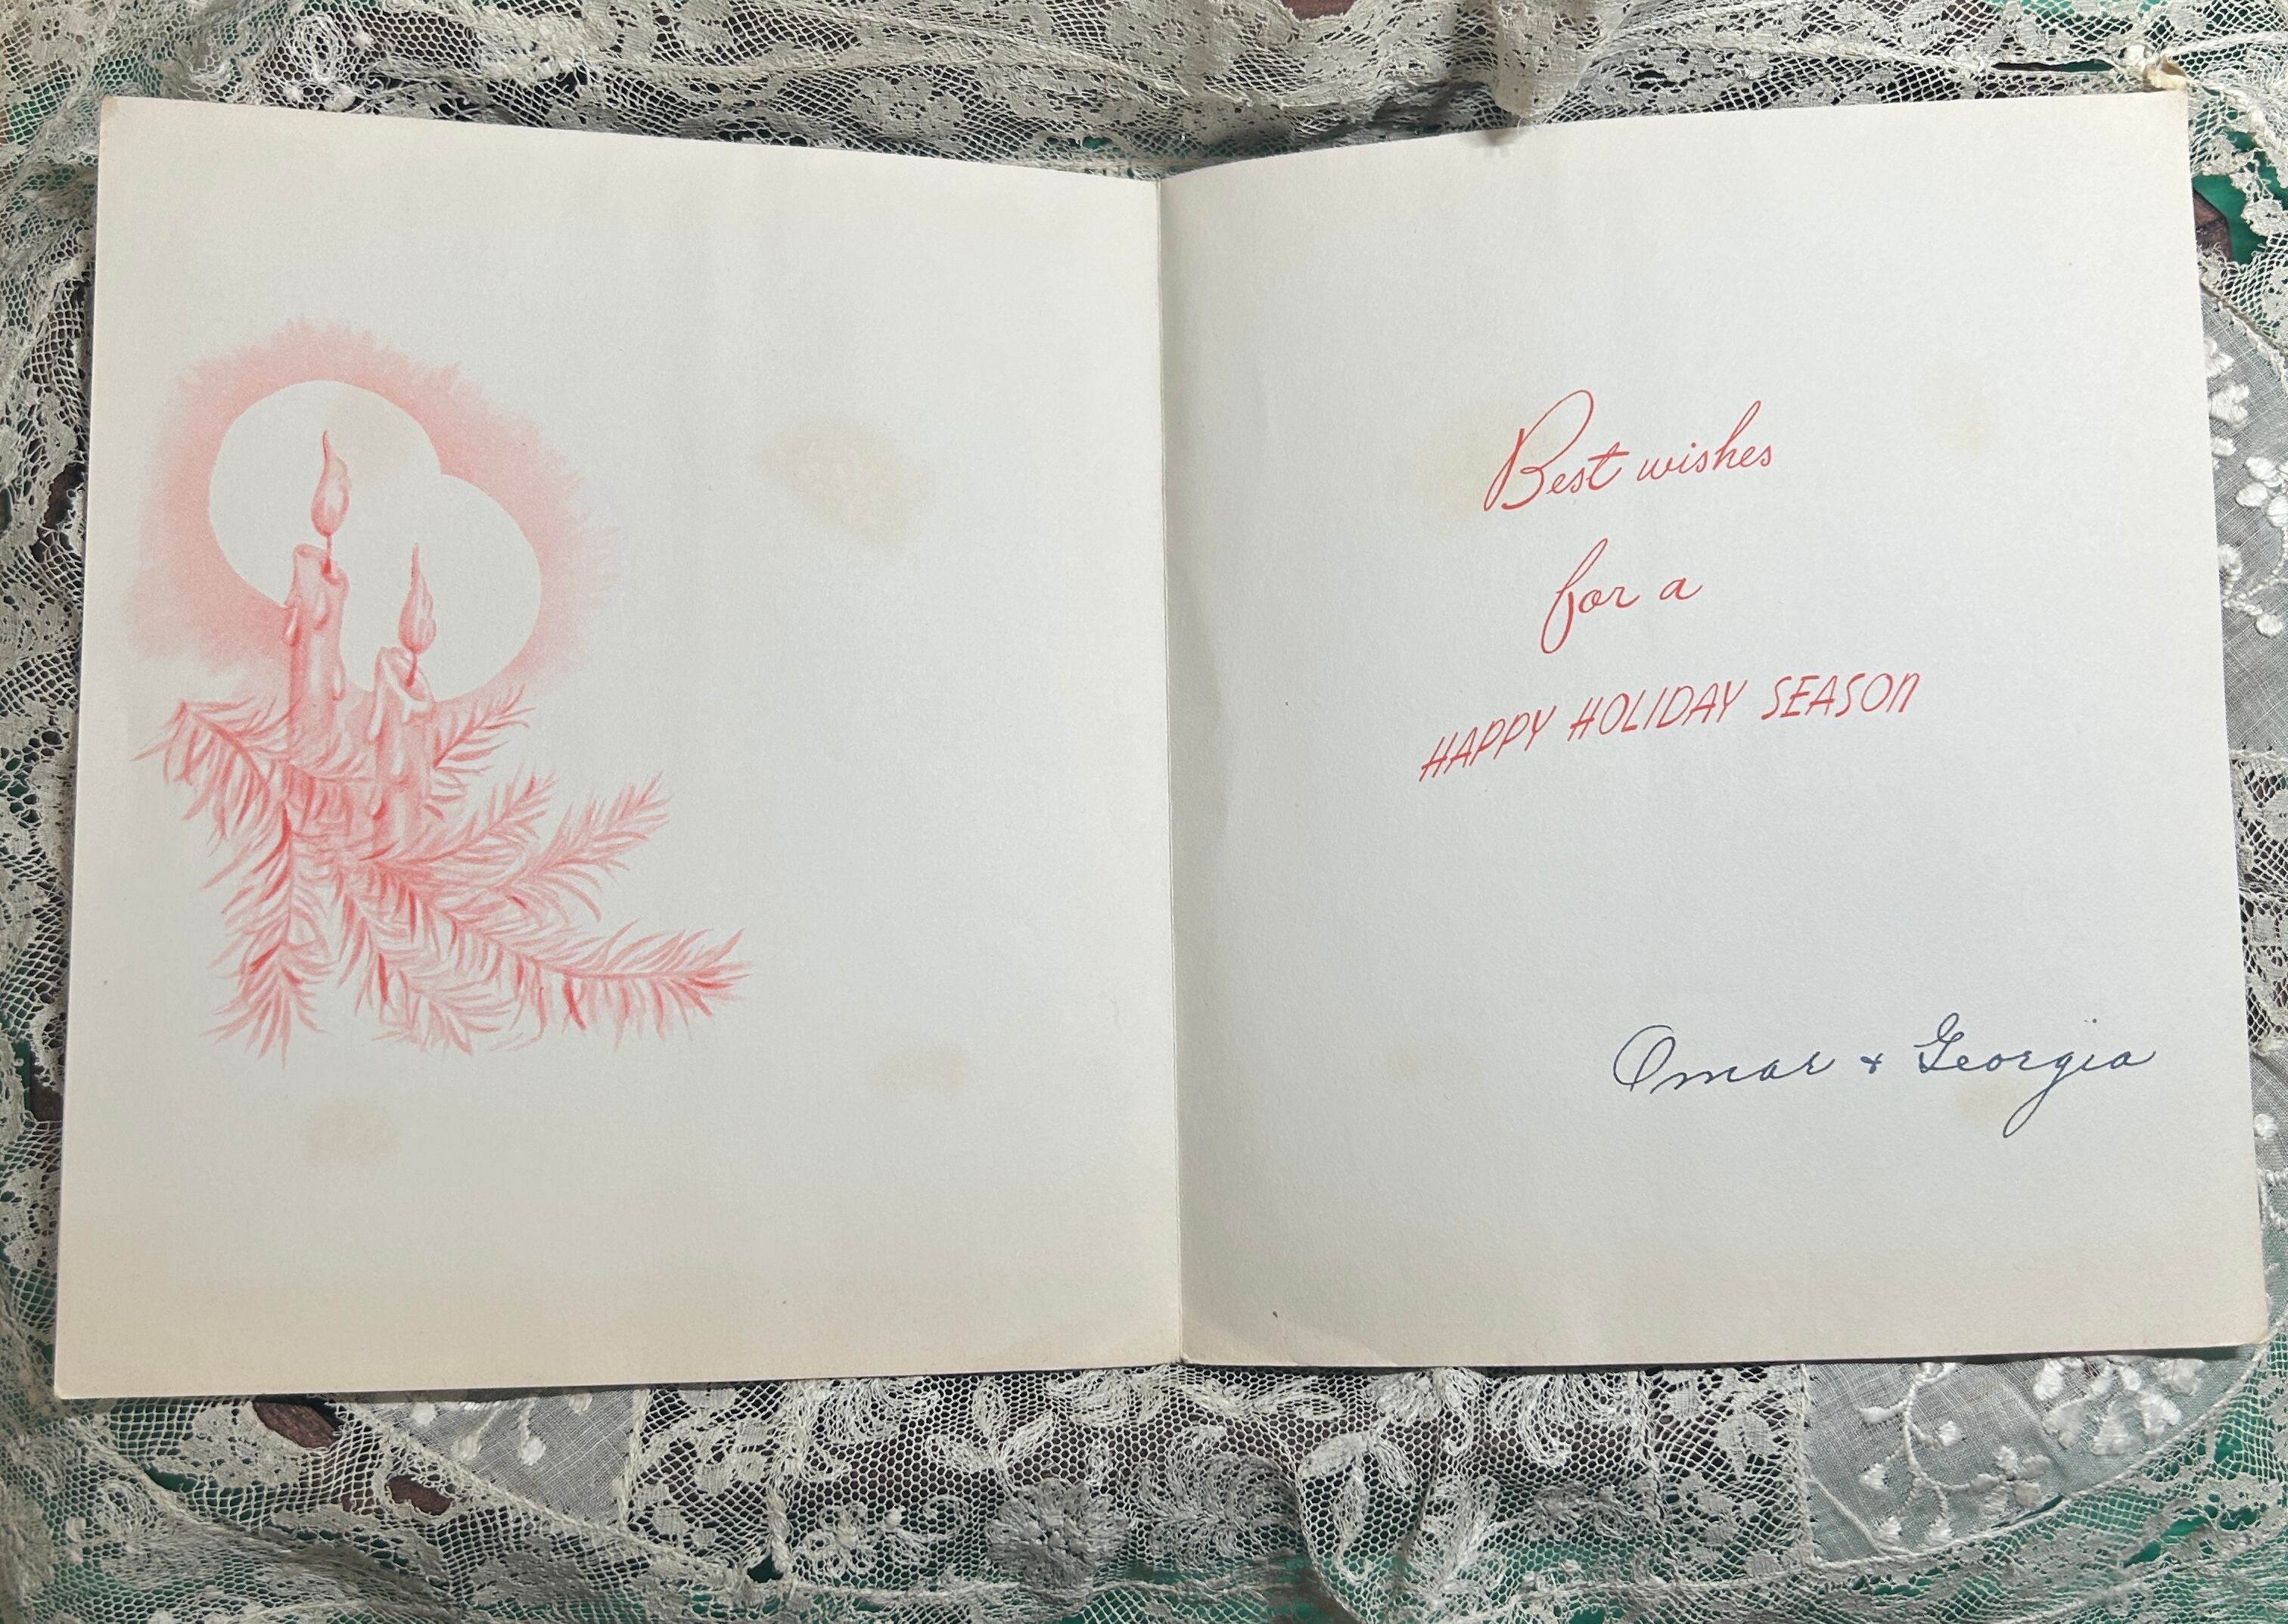 Best wishes
for a
HAPPY HOLIDAY SEASON
Omar + Georgia